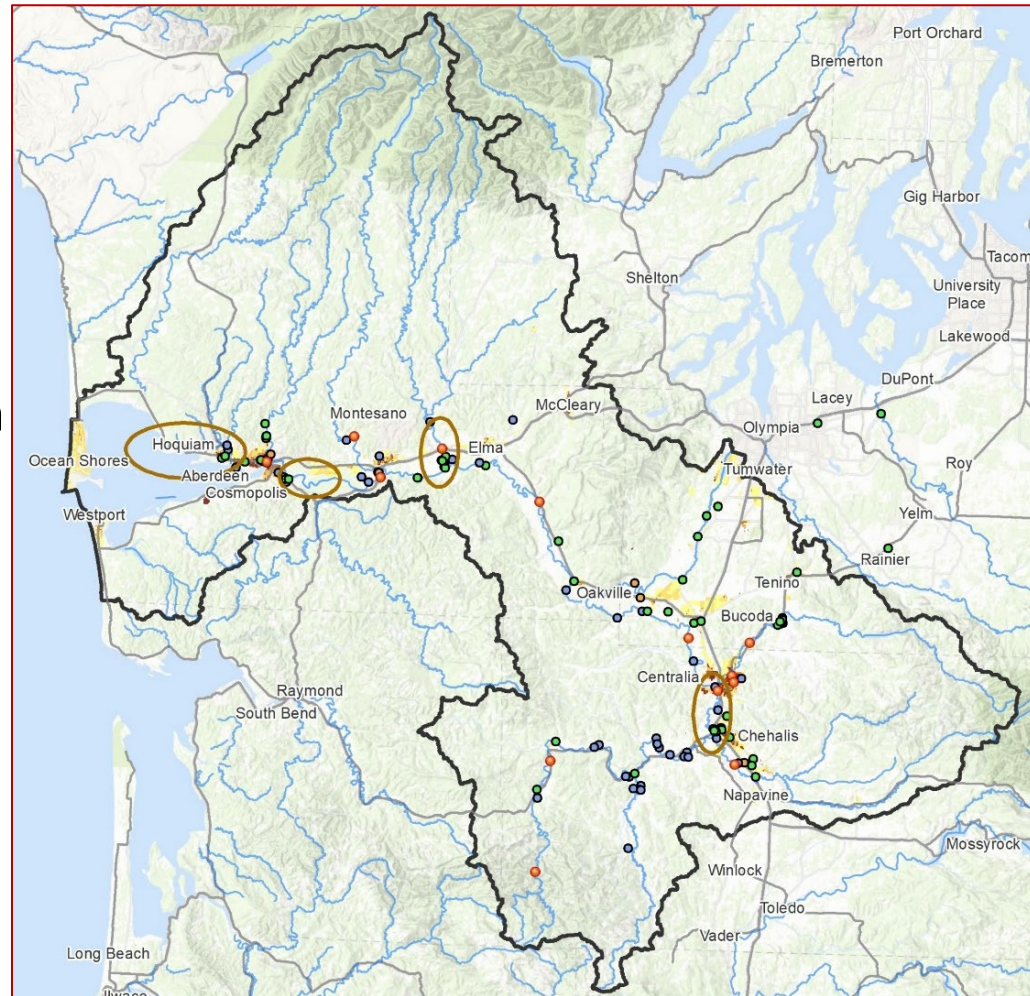 Port Orchard
Bremerton
Gig Harbor
Tacom
University
Place
Shelton
Lakewood
DuPont
McCleary
Lacey
Montesano
Olympia
Hoquiam
Elma
Roy
Ocean Shores
Aberdeen
Tumwater
Cosmopolis
Westport
Yelm
Rainier
Tenino
Oakville
Bucoda
Centralia
Raymond
South Bend
Chehalis
Napavine
Mossyrock
Winlock
Toledo
Vader
Long Beach